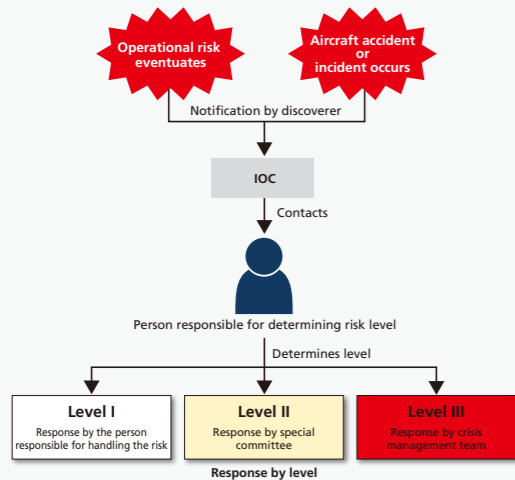 Operational risk
eventuates
Aircraft accident
or
incident occurs
Notification by discoverer
IOC
Contacts
Person responsible for determining risk level
Determines level
Level I
Response by the person
responsible for handling the risk
Level II
Response by special
committee
Level III
Response by crisis
management team
Response by level